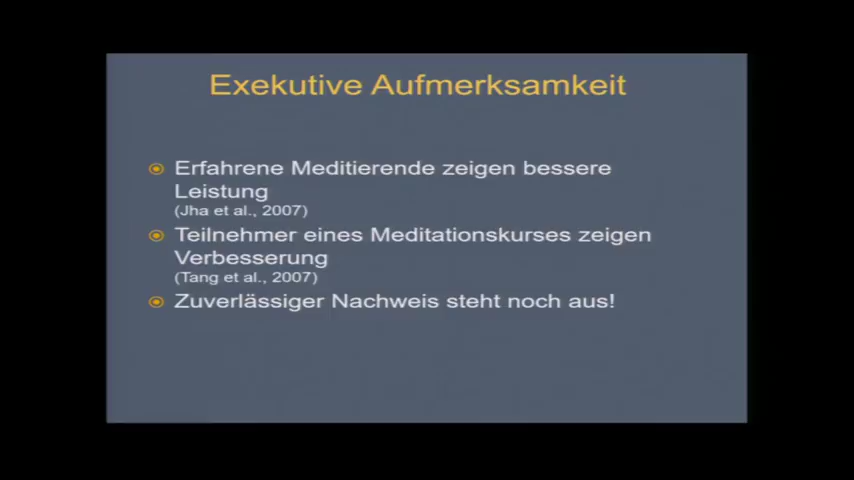 Exekutive Aufmerksamkeit
Erfahrene Meditierende zeigen bessere
Leistung
(Jha et al., 2007)
Teilnehmer eines Meditationskurses zeigen
Verbesserung
(Tang et al., 2007)
Zuverlässiger Nachweis steht noch aus!